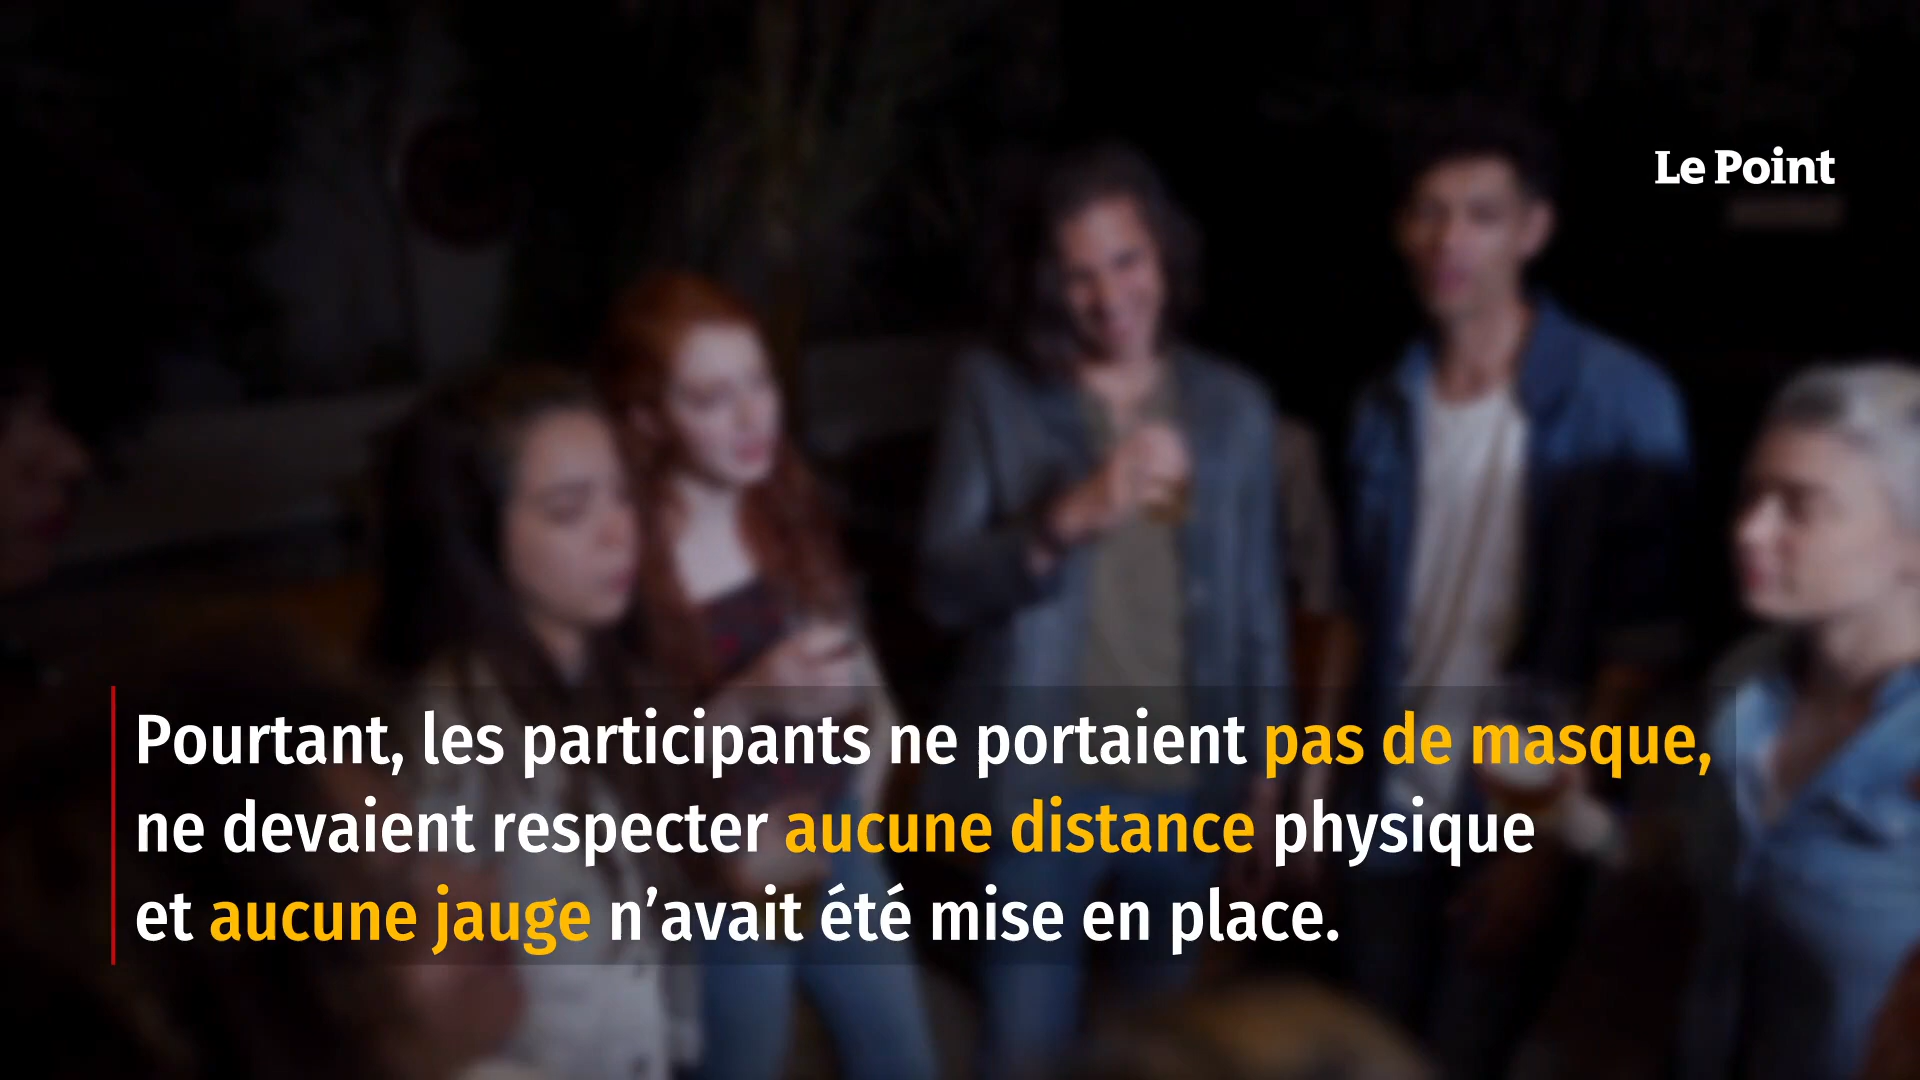 Le Point
Pourtant, les participants ne portaient pas de masque,
ne devaient respecter aucune distance physique
et aucune jauge n’avait été mise en place.